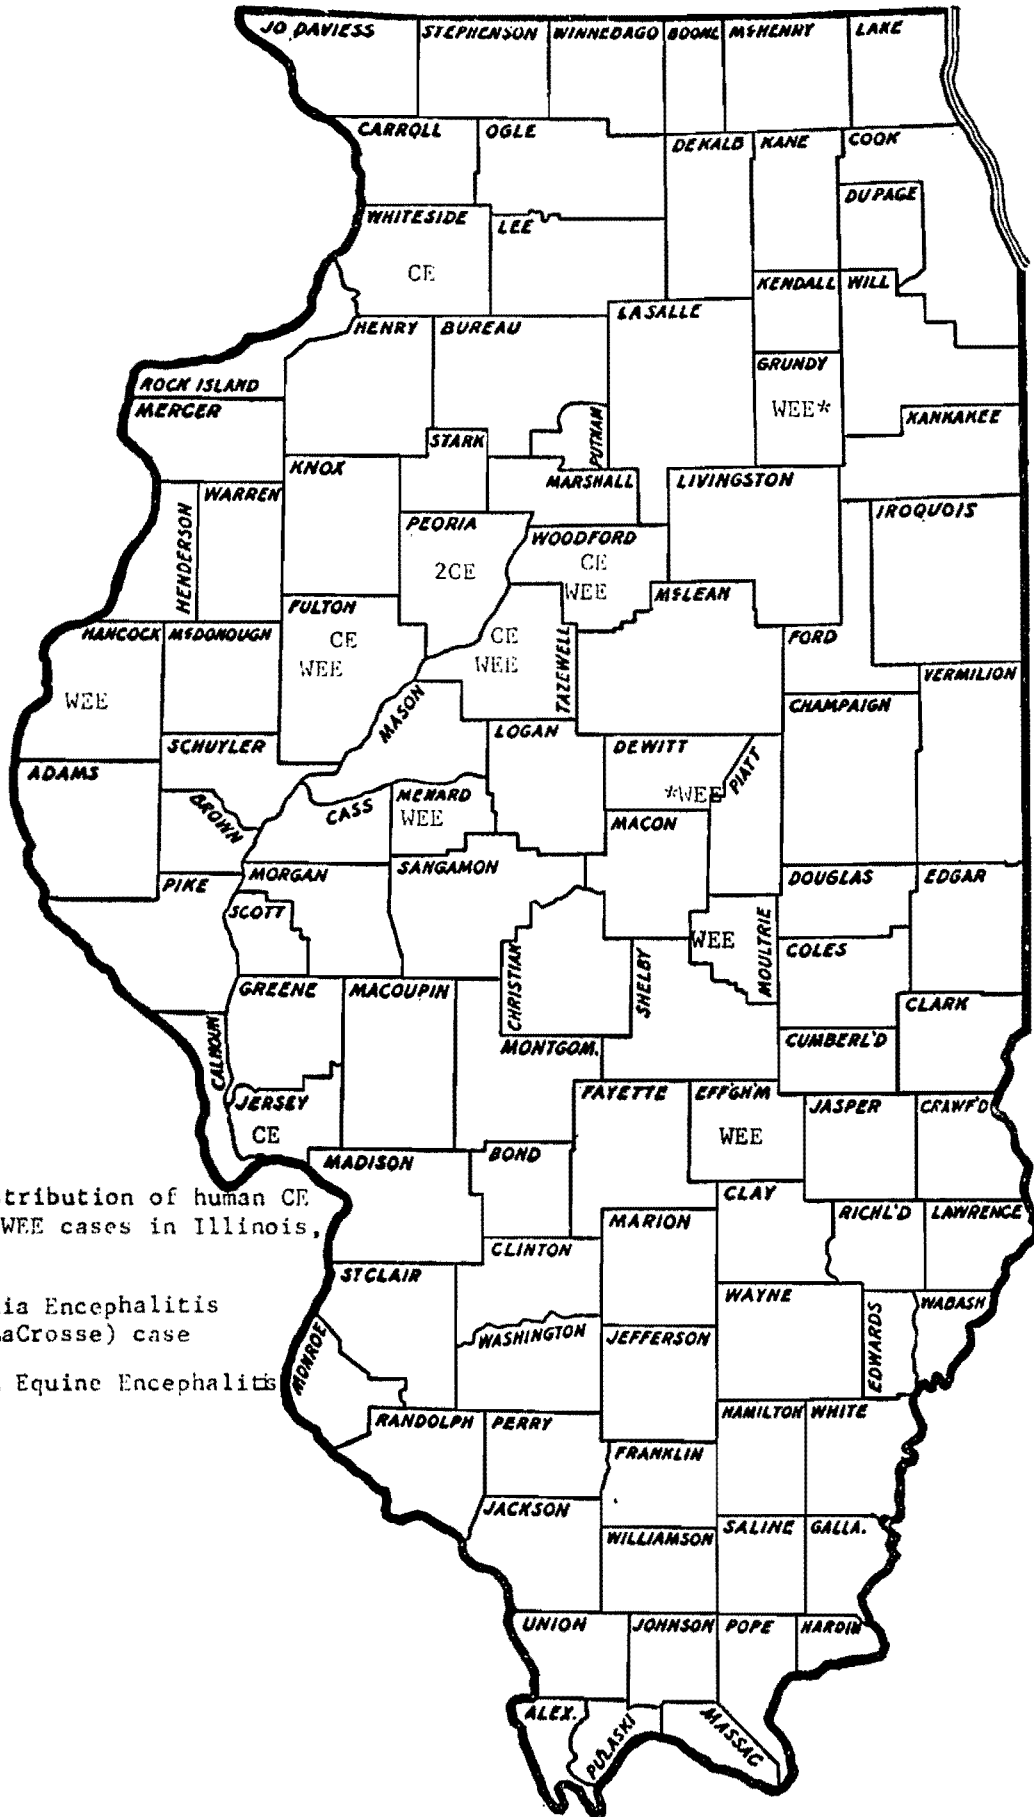 JO DAVIESS
STEPHENSON
WINNEBAGO
BOONE
McHENRY
LAKE
CARROLL
OGLE
DEKALB
KANE
COOK
DU PAGE
WHITESIDE
CE
LEE
KENDALL
WILL
LASALLE
HENRY
BUREAU
GRUNDY
WEE*
ROCK ISLAND
MERCER
KANKAKEE
STARK
PUTNAM
KNOX
WARREN
HENDERSON
MARSHALL
LIVINGSTON
IROQUOIS
PEORIA
2CE
WOODFORD
CE
WEE
McLEAN
FULTON
CE
WEE
CE
WEE
TAZEWELL
FORD
VERMILION
HANCOCK
WEE
McDONOUGH
MASON
CHAMPAIGN
LOGAN
SCHUYLER
DEWITT
*WEE
PIATT
ADAMS
BROWN
CASS
MENARD
WEE
MACON
PIKE
MORGAN
SANGAMON
DOUGLAS
EDGAR
SCOTT
WEE
MOULTRIE
COLES
CHRISTIAN
SHELBY
GREENE
MACOUPIN
CLARK
CALHOUN
MONTGOM.
CUMBERL'D
FAYETTE
EFFGH'M
WEE
JASPER
CRAWF'D
JERSEY
CE
MADISON
BOND
CLAY
RICHL'D
LAWRENCE
stribution of human CE
WEE cases in Illinois,
MARION
CLINTON
ST CLAIR
WAYNE
EDWARDS
WABASH
ia Encephalitis
LaCrosse) case
WASHINGTON
JEFFERSON
MONROE
Equine Encephalitis
RANDOLPH
PERRY
HAMILTON
WHITE
FRANKLIN
JACKSON
WILLIAMSON
SALINE
GALLA.
UNION
JOHNSON
POPE
HARDIN
ALEX.
PULASKI
MASSAC